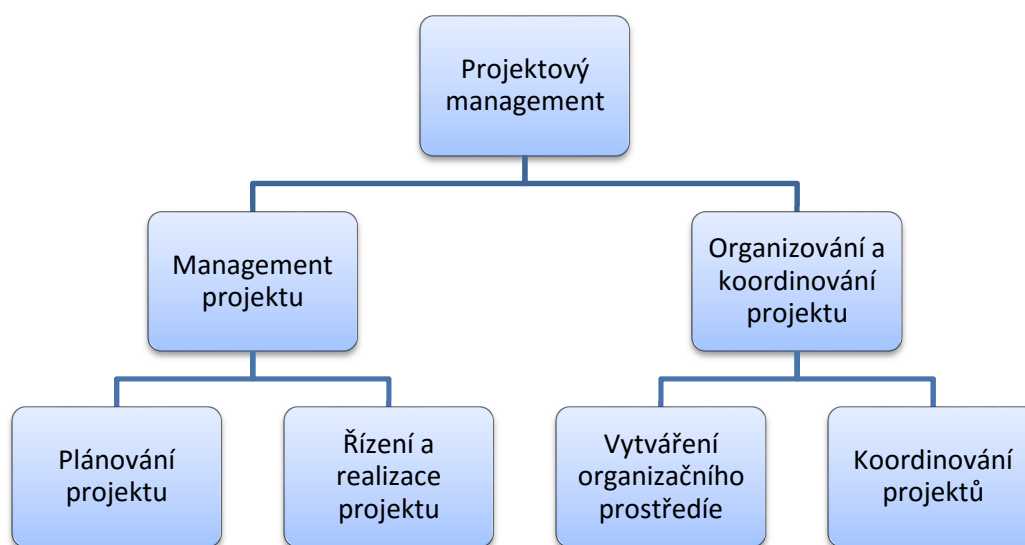 Projektový
management
Management
projektu
Organizování a
koordinování
projektu
Plánování
projektu
Řízení a
realizace
projektu
Vytváření
organizačního
prostředíe
Koordinování
projektů